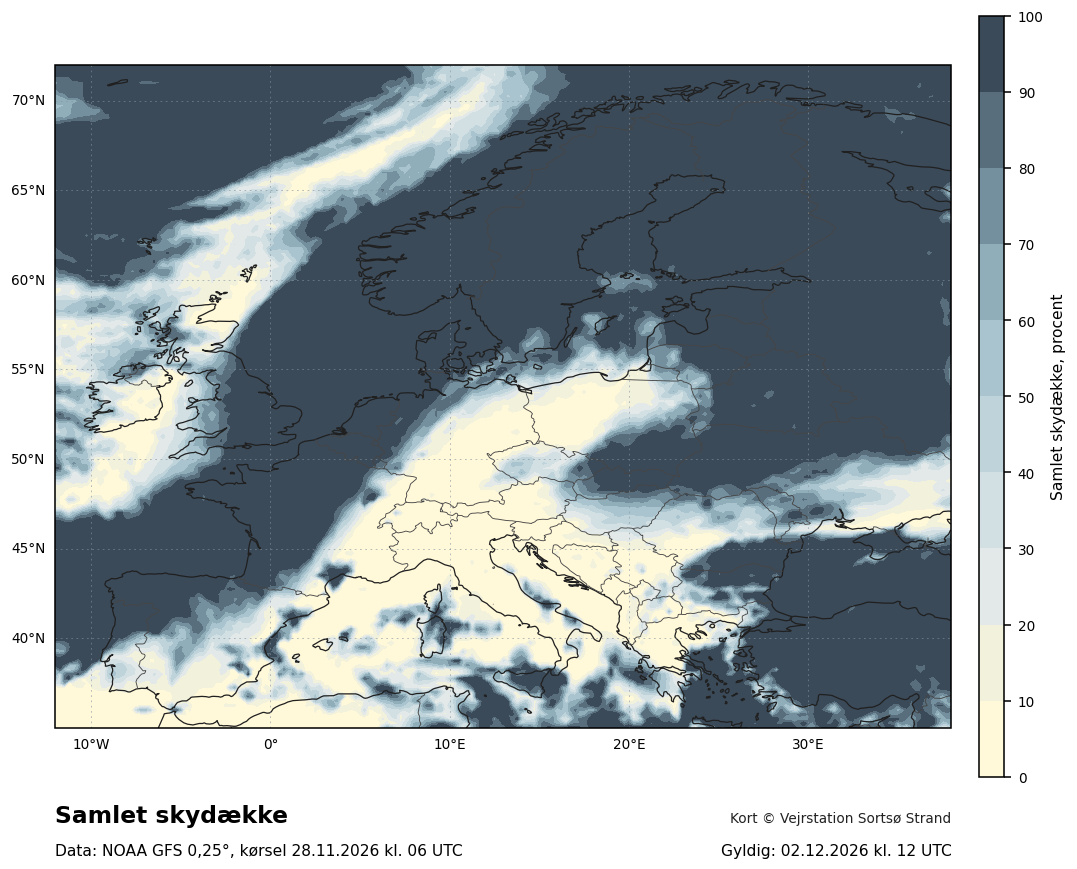 100
90
80
70
60
50
40
30
20
10
0
Samlet skydække, procent
70°N
65°N
60°N
55°N
50°N
45°N
40°N
10°W
0°
10°E
20°E
30°E
Samlet skydække
Kort © Vejrstation Sortsø Strand
Data: NOAA GFS 0,25°, kørsel 28.11.2026 kl. 06 UTC
Gyldig: 02.12.2026 kl. 12 UTC